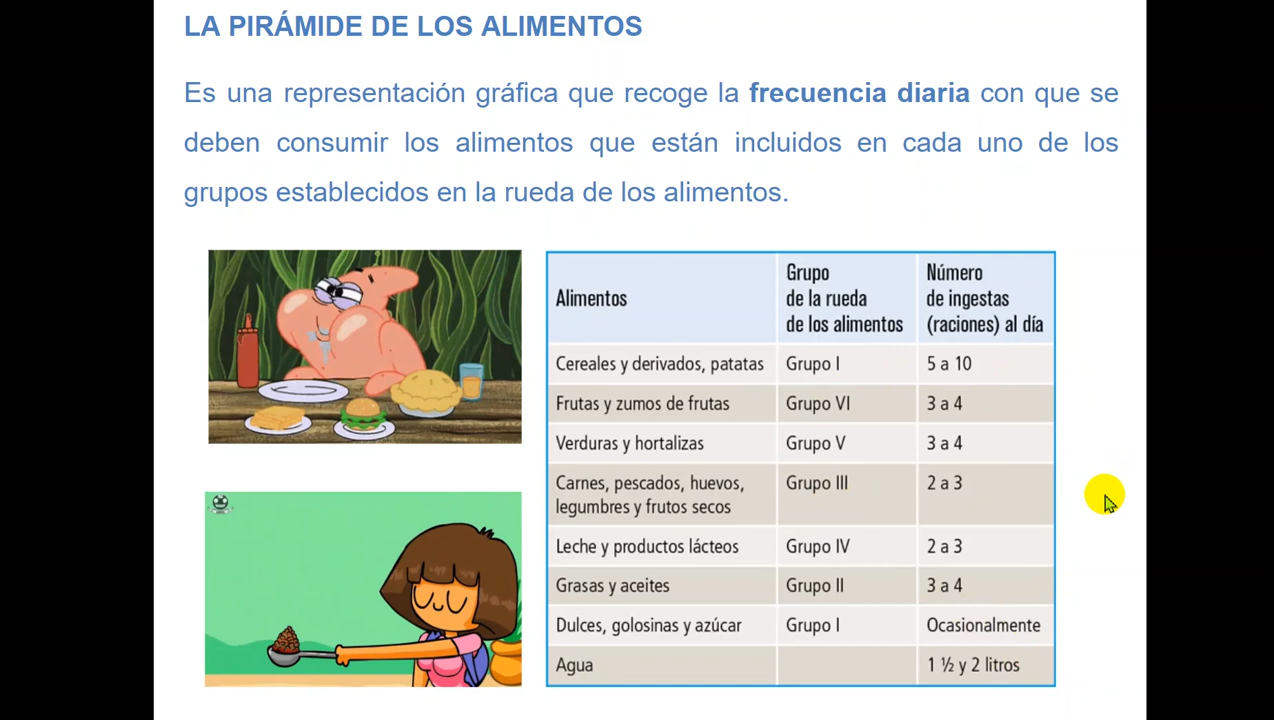 LA PIRÁMIDE DE LOS ALIMENTOS
Es una representación gráfica que recoge la frecuencia diaria con que se
deben consumir los alimentos que están incluidos en cada uno de los
grupos establecidos en la rueda de los alimentos.
Alimentos
Grupo
de la rueda
de los alimentos
Número
de ingestas
(raciones) al día
Cereales y derivados, patatas Grupo I 5 a 10
Frutas y zumos de frutas Grupo VI 3 a 4
Verduras y hortalizas Grupo V 3 a 4
Carnes, pescados, huevos, Grupo III 2 a 3
legumbres y frutos secos
Leche y productos lácteos Grupo IV 2 a 3
Grasas y aceites Grupo II 3 a 4
Dulces, golosinas y azúcar Grupo I Ocasionalmente
Agua 1 ½ y 2 litros